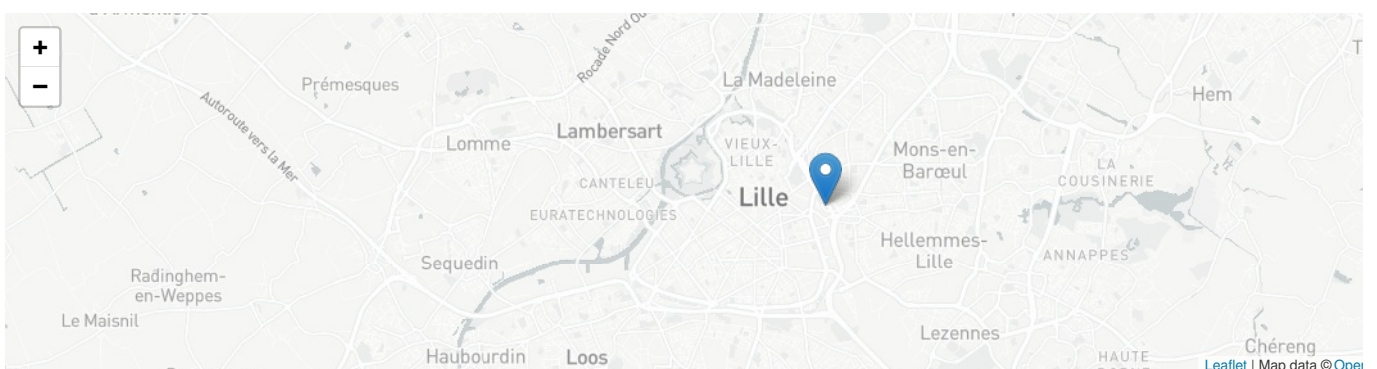 +
−
Rocade Nord Ou
La Madeleine
Prémesques
Hem
Autoroute vers la Mer
Lambersart
Lomme
VIEUX-
LILLE
Mons-en-
Barœul
LA
COUSINERIE
CANTELEU
Lille
EURATECHNOLOGIES
Hellemmes-
Lille
ANNAPPES
Sequedin
Radinghem-
en-Weppes
Le Maisnil
Lezennes
Chéreng
Haubourdin
Loos
HAUTE
Leaflet | Map data © Oper